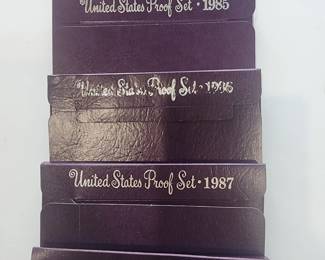 United States Proof Set · 1985
United States Proof Set · 1986
United States Proof Set · 1987